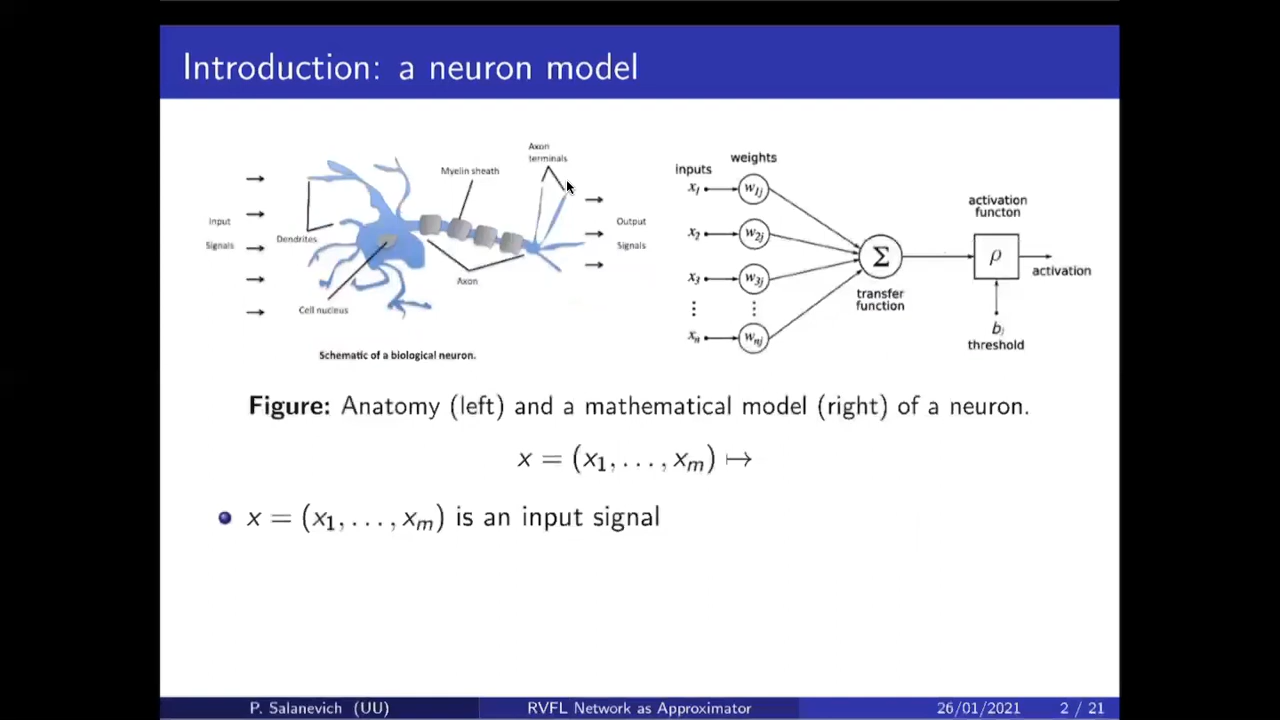 Introduction: a neuron model
Axon
terminals
Myelin sheath
Input
Signals
Dendrites
Output
Signals
Axon
Cell nucleus
Schematic of a biological neuron.
weights
inputs
x₁ w₁ⱼ
x₂ w₂ⱼ
x₃ w₃ⱼ
⋮ ⋮
xₙ wₙⱼ
Σ
transfer
function
activation
functon
ρ
activation
bⱼ
threshold
Figure: Anatomy (left) and a mathematical model (right) of a neuron.
x = (x₁, . . . , xₘ) ↦
x = (x₁, . . . , xₘ) is an input signal
P. Salanevich (UU) RVFL Network as Approximator 26/01/2021 2 / 21